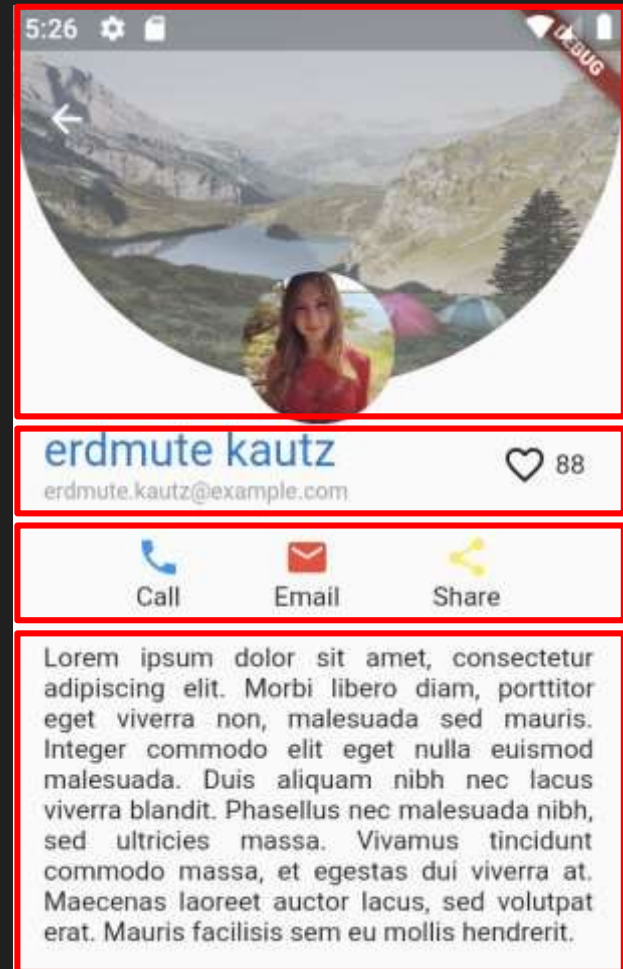 5:26
DEBUG
erdmute kautz
88
erdmute.kautz@example.com
Call Email Share
Lorem ipsum dolor sit amet, consectetur
adipiscing elit. Morbi libero diam, porttitor
eget viverra non, malesuada sed mauris.
Integer commodo elit eget nulla euismod
malesuada. Duis aliquam nibh nec lacus
viverra blandit. Phasellus nec malesuada nibh,
sed ultricies massa. Vivamus tincidunt
commodo massa, et egestas dui viverra at.
Maecenas laoreet auctor lacus, sed volutpat
erat. Mauris facilisis sem eu mollis hendrerit.